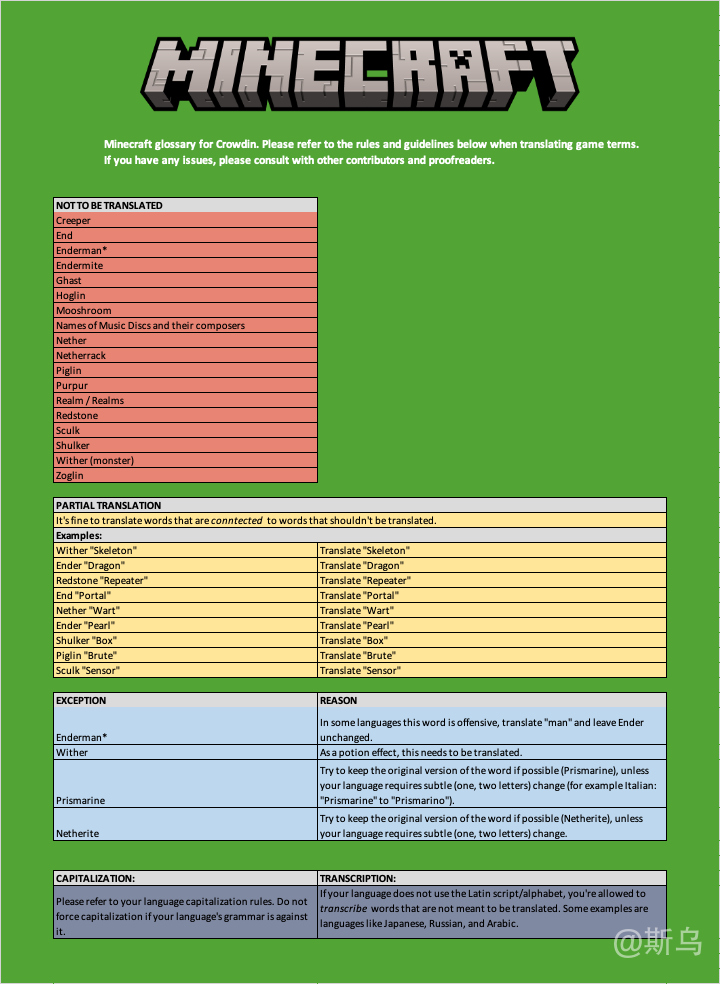 MINECRAFT
Minecraft glossary for Crowdin. Please refer to the rules and guidelines below when translating game terms.
If you have any issues, please consult with other contributors and proofreaders.
NOT TO BE TRANSLATED
Creeper
End
Enderman*
Endermite
Ghast
Hoglin
Mooshroom
Names of Music Discs and their composers
Nether
Netherrack
Piglin
Purpur
Realm / Realms
Redstone
Sculk
Shulker
Wither (monster)
Zoglin
PARTIAL TRANSLATION
It's fine to translate words that are conntected to words that shouldn't be translated.
Examples:
Wither "Skeleton" Translate "Skeleton"
Ender "Dragon" Translate "Dragon"
Redstone "Repeater" Translate "Repeater"
End "Portal" Translate "Portal"
Nether "Wart" Translate "Wart"
Ender "Pearl" Translate "Pearl"
Shulker "Box" Translate "Box"
Piglin "Brute" Translate "Brute"
Sculk "Sensor" Translate "Sensor"
EXCEPTION REASON
Enderman*
In some languages this word is offensive, translate "man" and leave Ender
unchanged.
Wither As a potion effect, this needs to be translated.
Prismarine
Try to keep the original version of the word if possible (Prismarine), unless
your language requires subtle (one, two letters) change (for example Italian:
"Prismarine" to "Prismarino").
Netherite
Try to keep the original version of the word if possible (Netherite), unless
your language requires subtle (one, two letters) change.
CAPITALIZATION: TRANSCRIPTION:
Please refer to your language capitalization rules. Do not
force capitalization if your language's grammar is against
it.
If your language does not use the Latin script/alphabet, you're allowed to
transcribe words that are not meant to be translated. Some examples are
languages like Japanese, Russian, and Arabic.
@斯乌